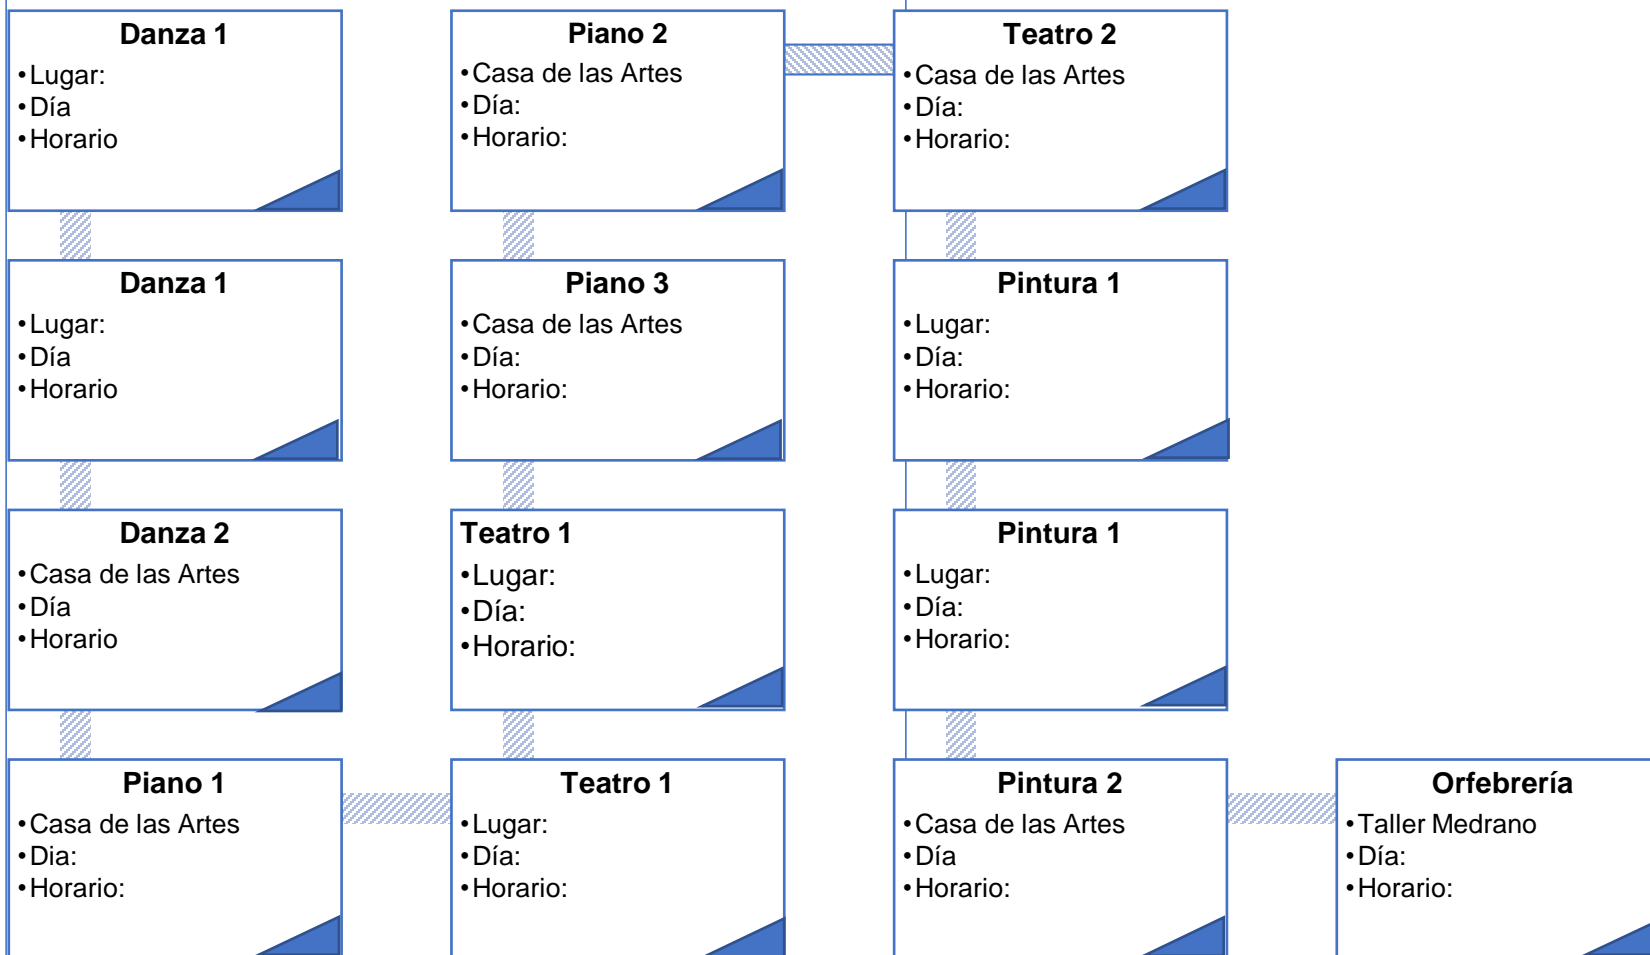 Danza 1
•Lugar:
•Día
•Horario
Danza 1
•Lugar:
•Día
•Horario
Danza 2
•Casa de las Artes
•Día
•Horario
Piano 1
•Casa de las Artes
•Dia:
•Horario:
Teatro 1
•Lugar:
•Día:
•Horario:
Teatro 1
•Lugar:
•Día:
•Horario:
Piano 3
•Casa de las Artes
•Día:
•Horario:
Piano 2
•Casa de las Artes
•Día:
•Horario:
Teatro 2
•Casa de las Artes
•Día:
•Horario:
Pintura 1
•Lugar:
•Día:
•Horario:
Pintura 1
•Lugar:
•Día:
•Horario:
Pintura 2
•Casa de las Artes
•Día
•Horario:
Orfebrería
•Taller Medrano
•Día:
•Horario: